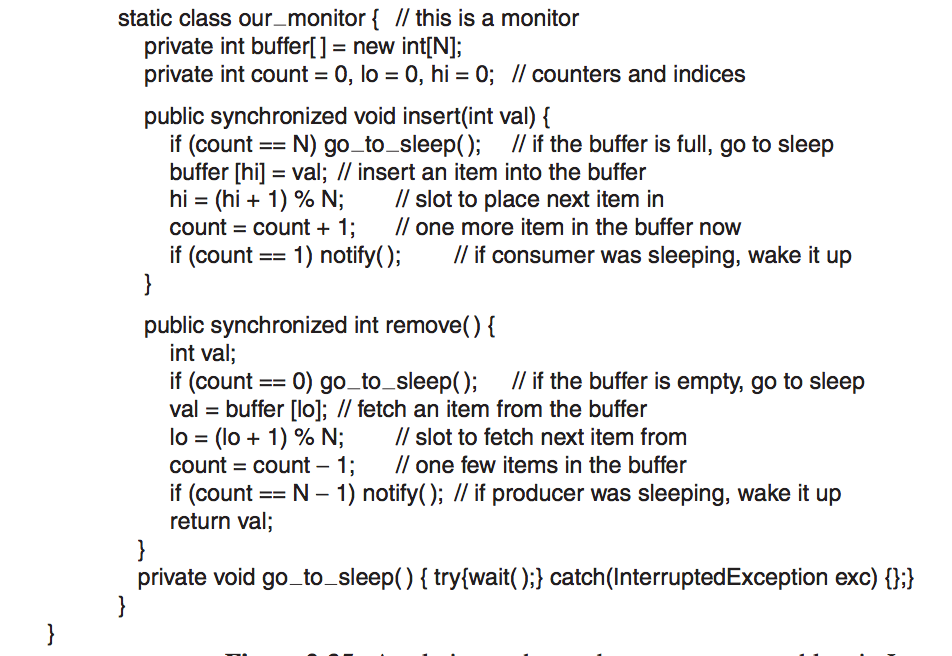 static class our_monitor { // this is a monitor
private int buffer[ ] = new int[N];
private int count = 0, lo = 0, hi = 0; // counters and indices
public synchronized void insert(int val) {
if (count == N) go_to_sleep( ); // if the buffer is full, go to sleep
buffer [hi] = val; // insert an item into the buffer
hi = (hi + 1) % N; // slot to place next item in
count = count + 1; // one more item in the buffer now
if (count == 1) notify( ); // if consumer was sleeping, wake it up
}
public synchronized int remove( ) {
int val;
if (count == 0) go_to_sleep( ); // if the buffer is empty, go to sleep
val = buffer [lo]; // fetch an item from the buffer
lo = (lo + 1) % N; // slot to fetch next item from
count = count – 1; // one few items in the buffer
if (count == N – 1) notify( ); // if producer was sleeping, wake it up
return val;
}
private void go_to_sleep( ) { try{wait( );} catch(InterruptedException exc) {};}
}
}